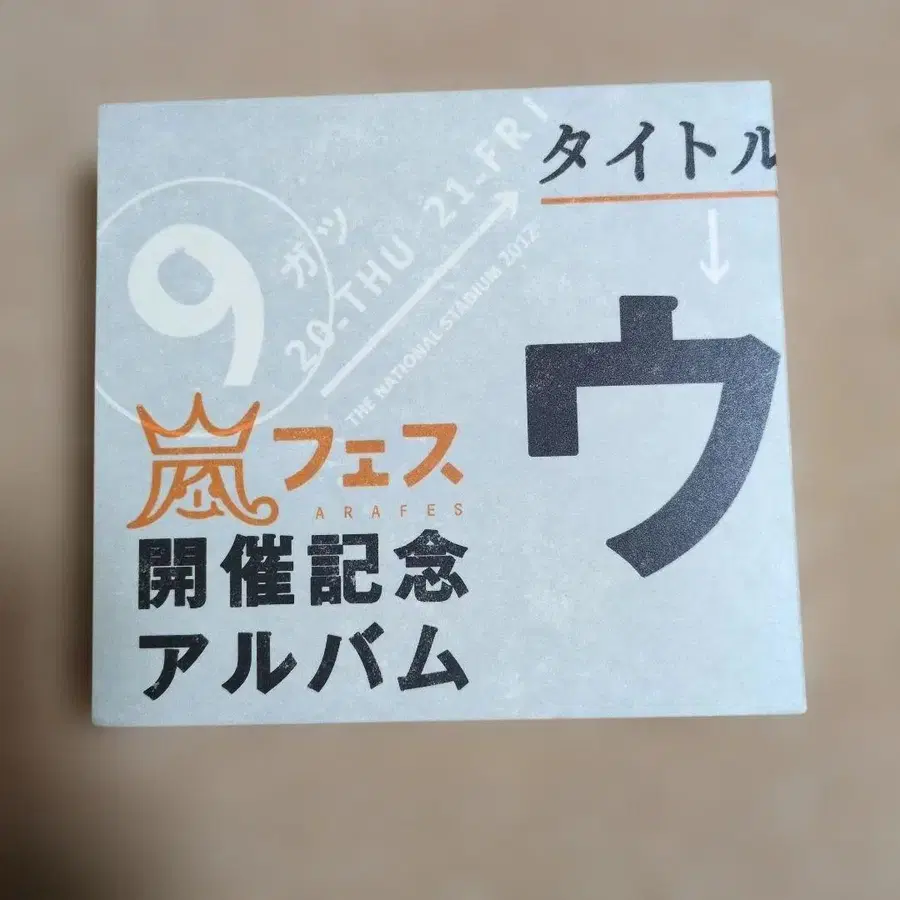 9ガツ
20-THU 21-FRI
THE NATIONAL STADIUM 2012
タイトル
ウ
嵐フェス
ARAFES
開催記念
アルバム